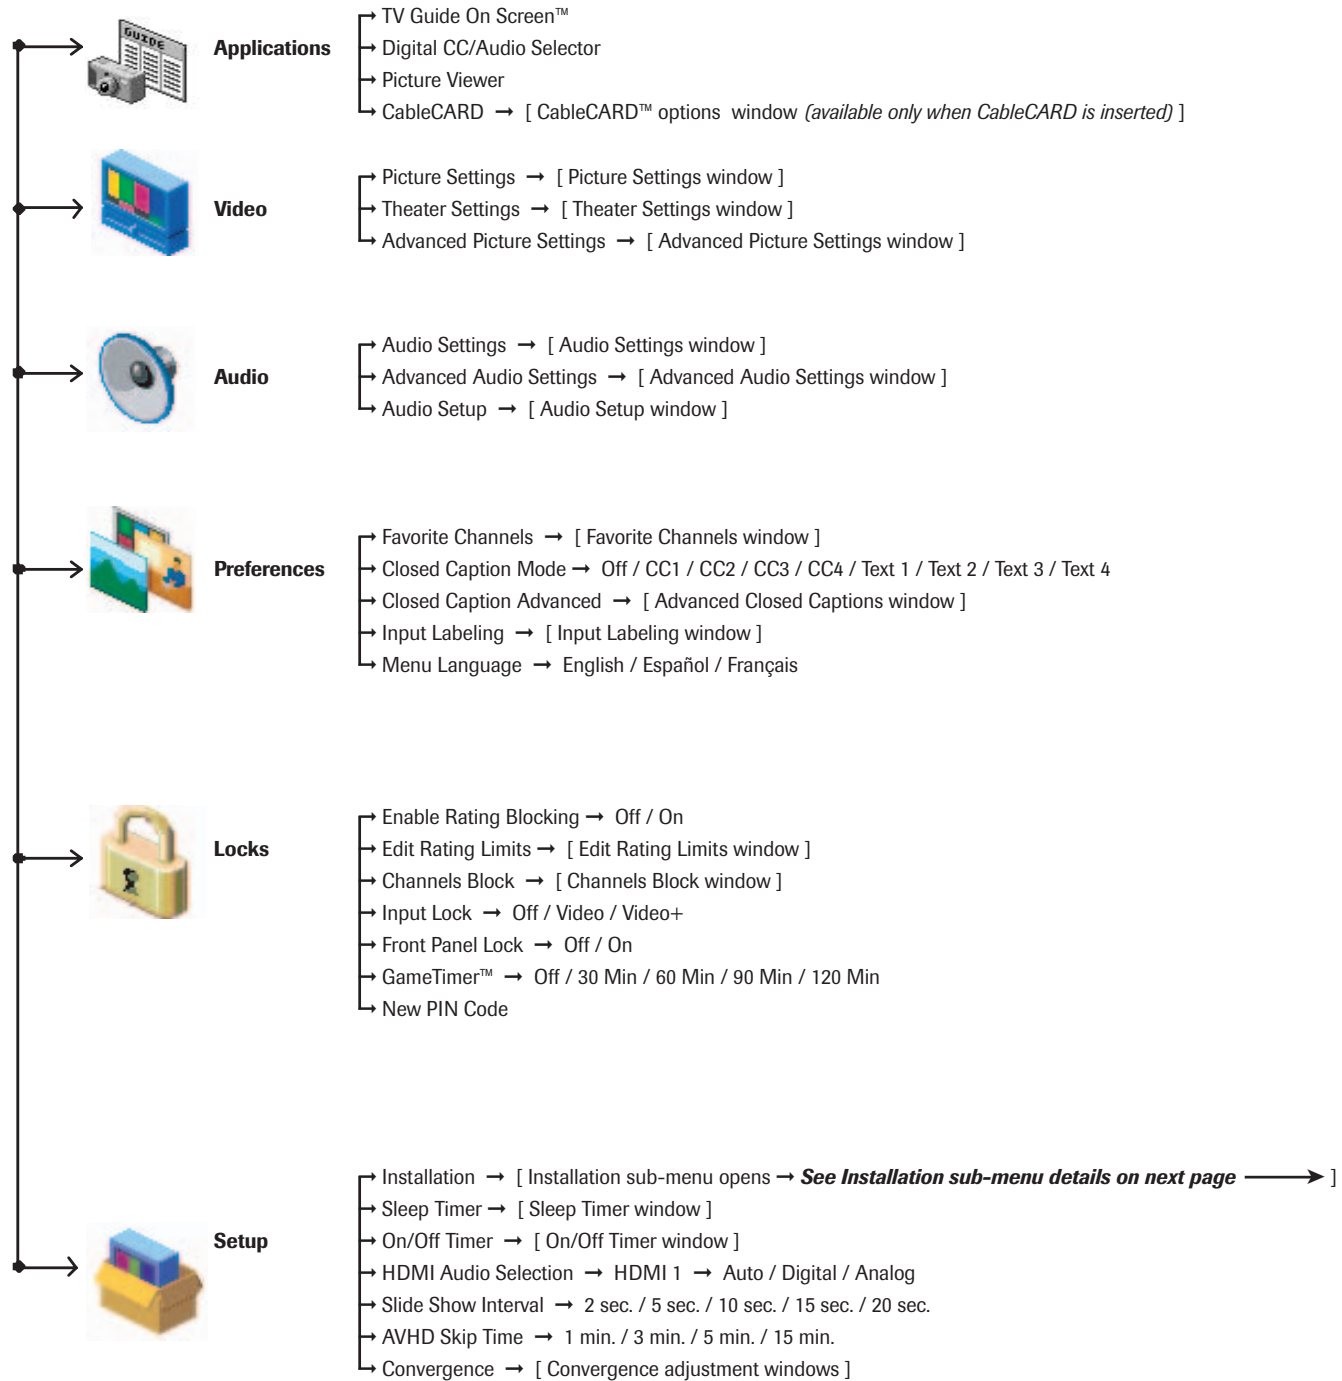 GUIDE
Applications
TV Guide On Screen™
Digital CC/Audio Selector
Picture Viewer
CableCARD → [ CableCARD™ options window (available only when CableCARD is inserted) ]
Video
Picture Settings → [ Picture Settings window ]
Theater Settings → [ Theater Settings window ]
Advanced Picture Settings → [ Advanced Picture Settings window ]
Audio
Audio Settings → [ Audio Settings window ]
Advanced Audio Settings → [ Advanced Audio Settings window ]
Audio Setup → [ Audio Setup window ]
Preferences
Favorite Channels → [ Favorite Channels window ]
Closed Caption Mode → Off / CC1 / CC2 / CC3 / CC4 / Text 1 / Text 2 / Text 3 / Text 4
Closed Caption Advanced → [ Advanced Closed Captions window ]
Input Labeling → [ Input Labeling window ]
Menu Language → English / Español / Français
Locks
Enable Rating Blocking → Off / On
Edit Rating Limits → [ Edit Rating Limits window ]
Channels Block → [ Channels Block window ]
Input Lock → Off / Video / Video+
Front Panel Lock → Off / On
GameTimer™ → Off / 30 Min / 60 Min / 90 Min / 120 Min
New PIN Code
Setup
Installation → [ Installation sub-menu opens → See Installation sub-menu details on next page → ]
Sleep Timer → [ Sleep Timer window ]
On/Off Timer → [ On/Off Timer window ]
HDMI Audio Selection → HDMI 1 → Auto / Digital / Analog
Slide Show Interval → 2 sec. / 5 sec. / 10 sec. / 15 sec. / 20 sec.
AVHD Skip Time → 1 min. / 3 min. / 5 min. / 15 min.
Convergence → [ Convergence adjustment windows ]